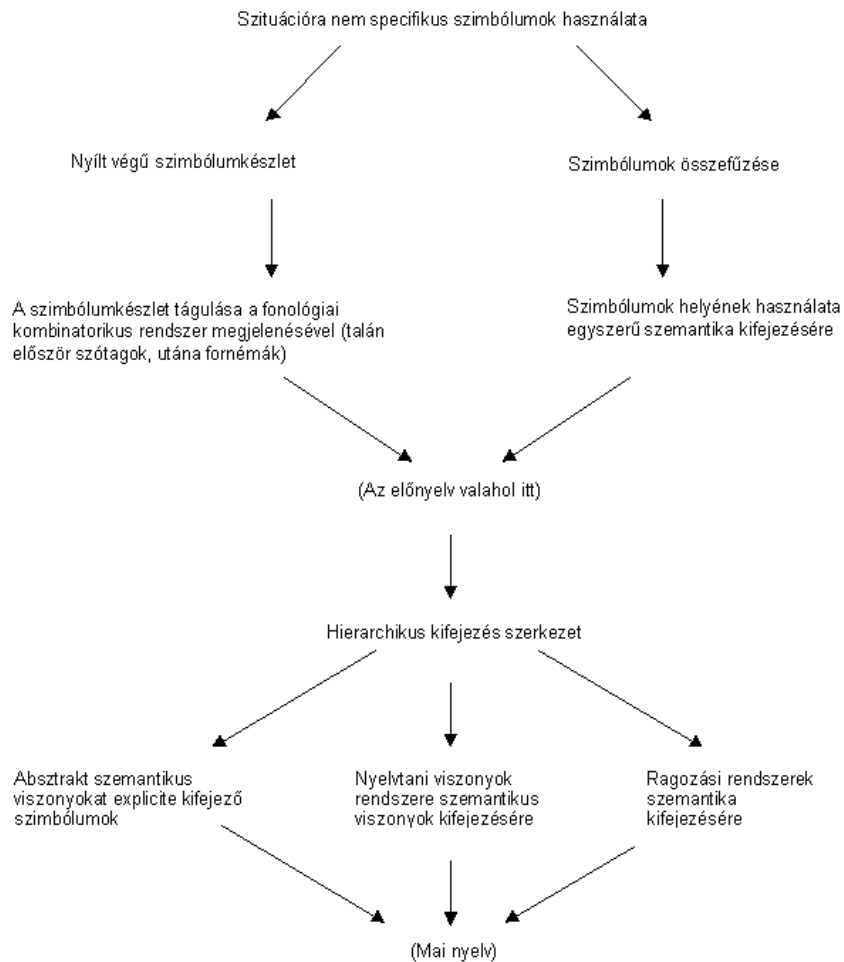 Szituációra nem specifikus szimbólumok használata
Nyílt végű szimbólumkészlet
Szimbólumok összefűzése
A szimbólumkészlet tágulása a fonológiai
kombinatorikus rendszer megjelenésével (talán
először szótagok, utána fornémák)
Szimbólumok helyének használata
egyszerű szemantika kifejezésére
(Az előnyelv valahol itt)
Hierarchikus kifejezés szerkezet
Absztrakt szemantikus
viszonyokat explicite kifejező
szimbólumok
Nyelvtani viszonyok
rendszere szemantikus
viszonyok kifejezésére
Ragozási rendszerek
szemantika
kifejezésére
(Mai nyelv)